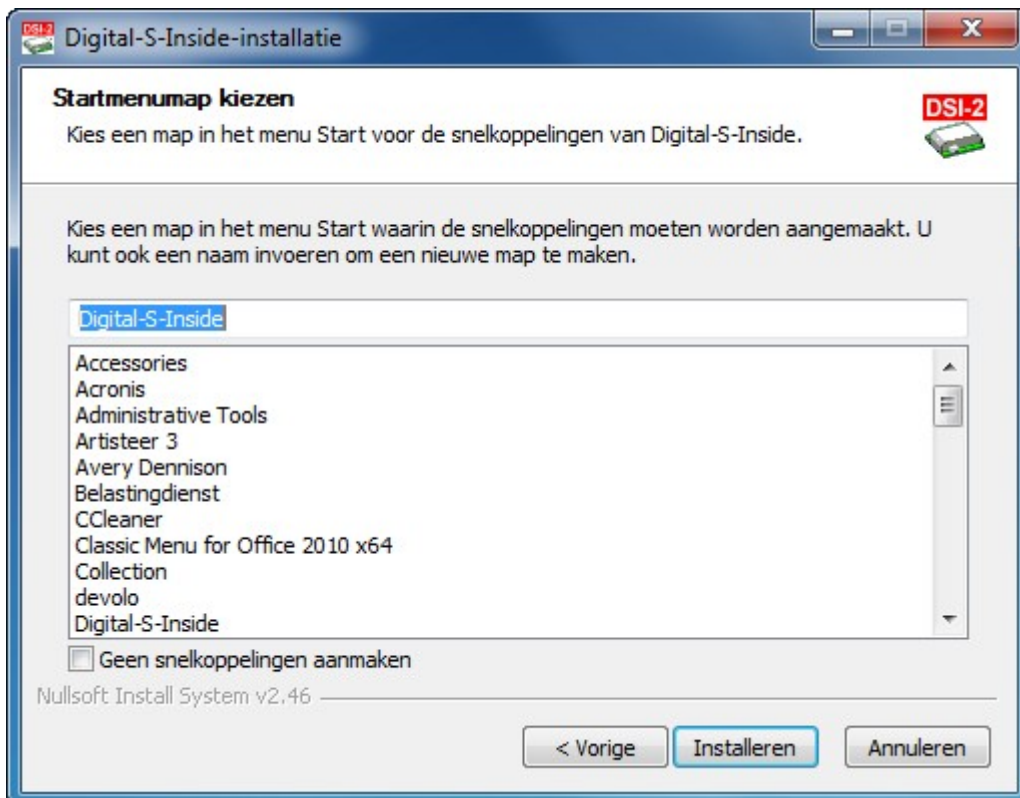 DSI-2
Digital-S-Inside-installatie
Startmenumap kiezen
Kies een map in het menu Start voor de snelkoppelingen van Digital-S-Inside.
DSI-2
Kies een map in het menu Start waarin de snelkoppelingen moeten worden aangemaakt. U
kunt ook een naam invoeren om een nieuwe map te maken.
Digital-S-Inside
Accessories
Acronis
Administrative Tools
Artisteer 3
Avery Dennison
Belastingdienst
CCleaner
Classic Menu for Office 2010 x64
Collection
devolo
Digital-S-Inside
Geen snelkoppelingen aanmaken
Nullsoft Install System v2.46
< Vorige
Installeren
Annuleren